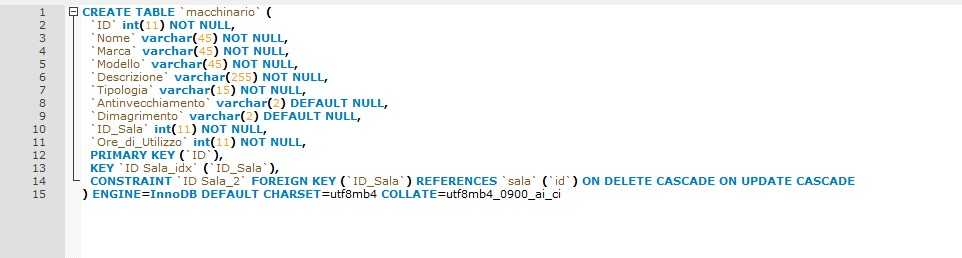 1 CREATE TABLE `macchinario` (
2 `ID` int(11) NOT NULL,
3 `Nome` varchar(45) NOT NULL,
4 `Marca` varchar(45) NOT NULL,
5 `Modello` varchar(45) NOT NULL,
6 `Descrizione` varchar(255) NOT NULL,
7 `Tipologia` varchar(15) NOT NULL,
8 `Antinvecchiamento` varchar(2) DEFAULT NULL,
9 `Dimagrimento` varchar(2) DEFAULT NULL,
10 `ID_Sala` int(11) NOT NULL,
11 `Ore_di_Utilizzo` int(11) NOT NULL,
12 PRIMARY KEY (`ID`),
13 KEY `ID Sala_idx` (`ID_Sala`),
14 CONSTRAINT `ID Sala_2` FOREIGN KEY (`ID_Sala`) REFERENCES `sala` (`id`) ON DELETE CASCADE ON UPDATE CASCADE
15 ) ENGINE=InnoDB DEFAULT CHARSET=utf8mb4 COLLATE=utf8mb4_0900_ai_ci